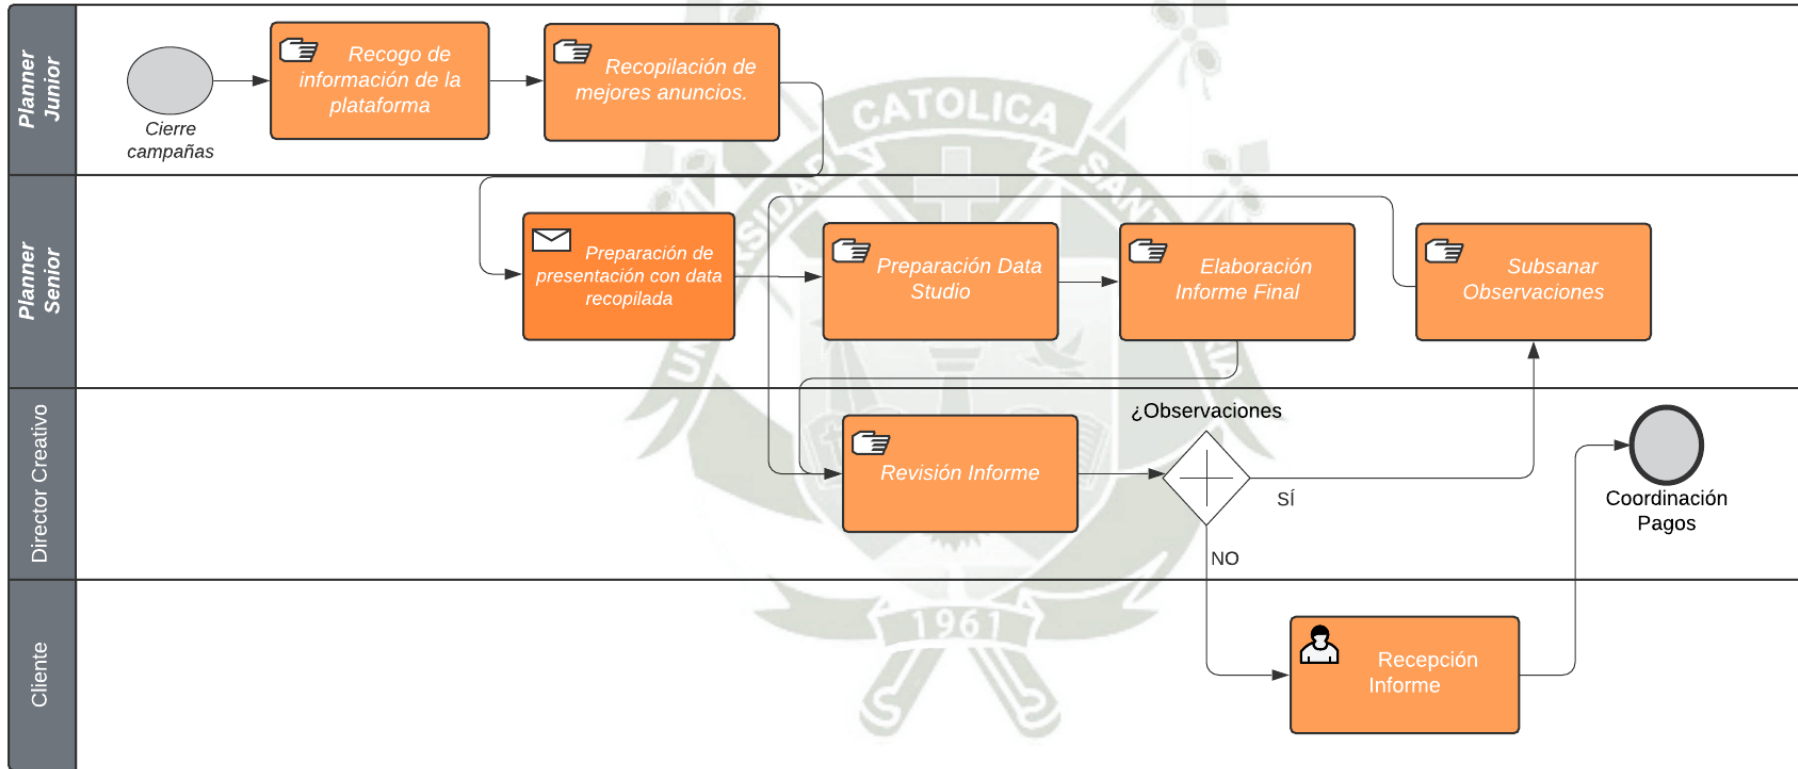 Planner
Junior
Cierre
campañas
Recogo de
información de la
plataforma
Recopilación de
mejores anuncios.
Planner
Senior
Preparación de
presentación con data
recopilada
Preparación Data
Studio
Elaboración
Informe Final
Subsanar
Observaciones
Director Creativo
Revisión Informe
¿Observaciones
SÍ
NO
Coordinación
Pagos
Cliente
Recepción
Informe
CATOLICA
1961